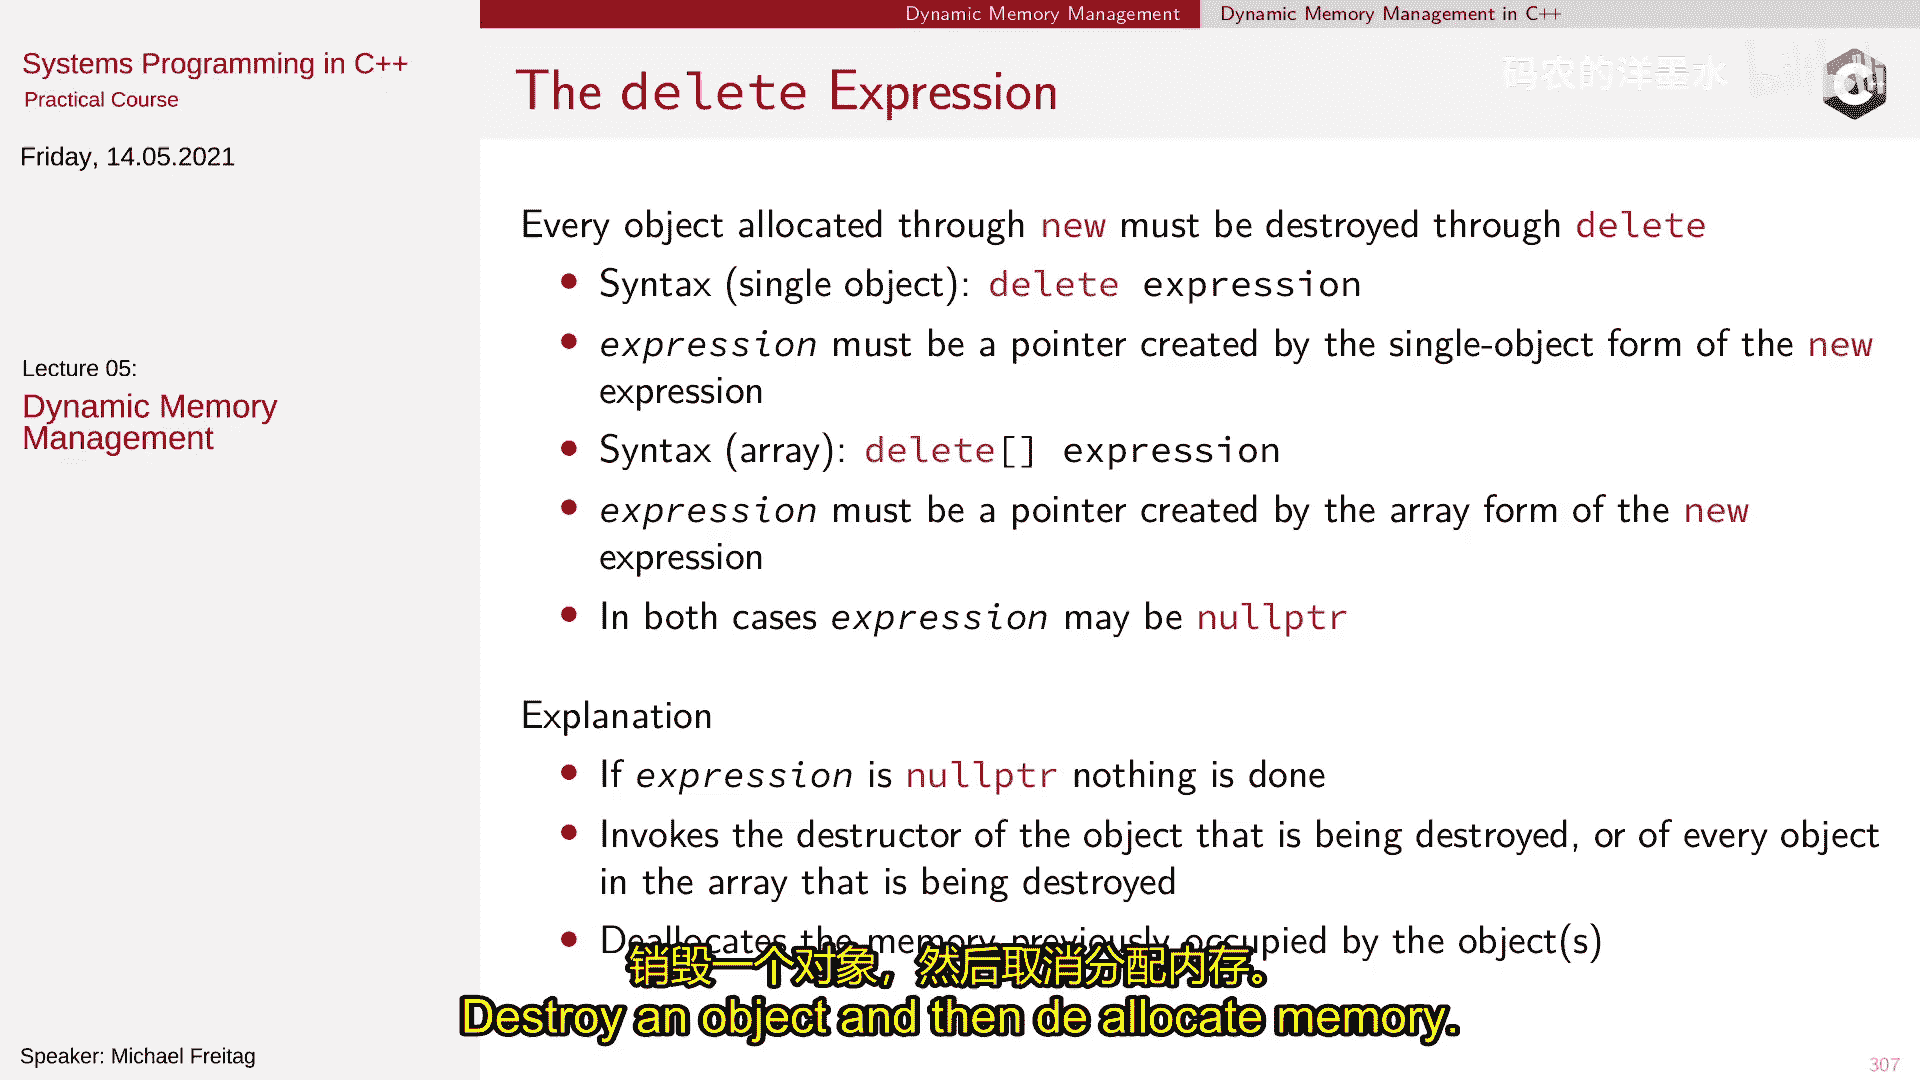 Dynamic Memory Management
Dynamic Memory Management in C++
Systems Programming in C++
Practical Course
Friday, 14.05.2021
Lecture 05:
Dynamic Memory
Management
Speaker: Michael Freitag
码农的洋墨水
The delete Expression
Every object allocated through new must be destroyed through delete
• Syntax (single object): delete expression
• expression must be a pointer created by the single-object form of the new
expression
• Syntax (array): delete[] expression
• expression must be a pointer created by the array form of the new
expression
• In both cases expression may be nullptr
Explanation
• If expression is nullptr nothing is done
• Invokes the destructor of the object that is being destroyed, or of every object
in the array that is being destroyed
• Deallocates the memory previously occupied by the object(s)
销毁一个对象，然后取消分配内存。
Destroy an object and then de allocate memory.
307